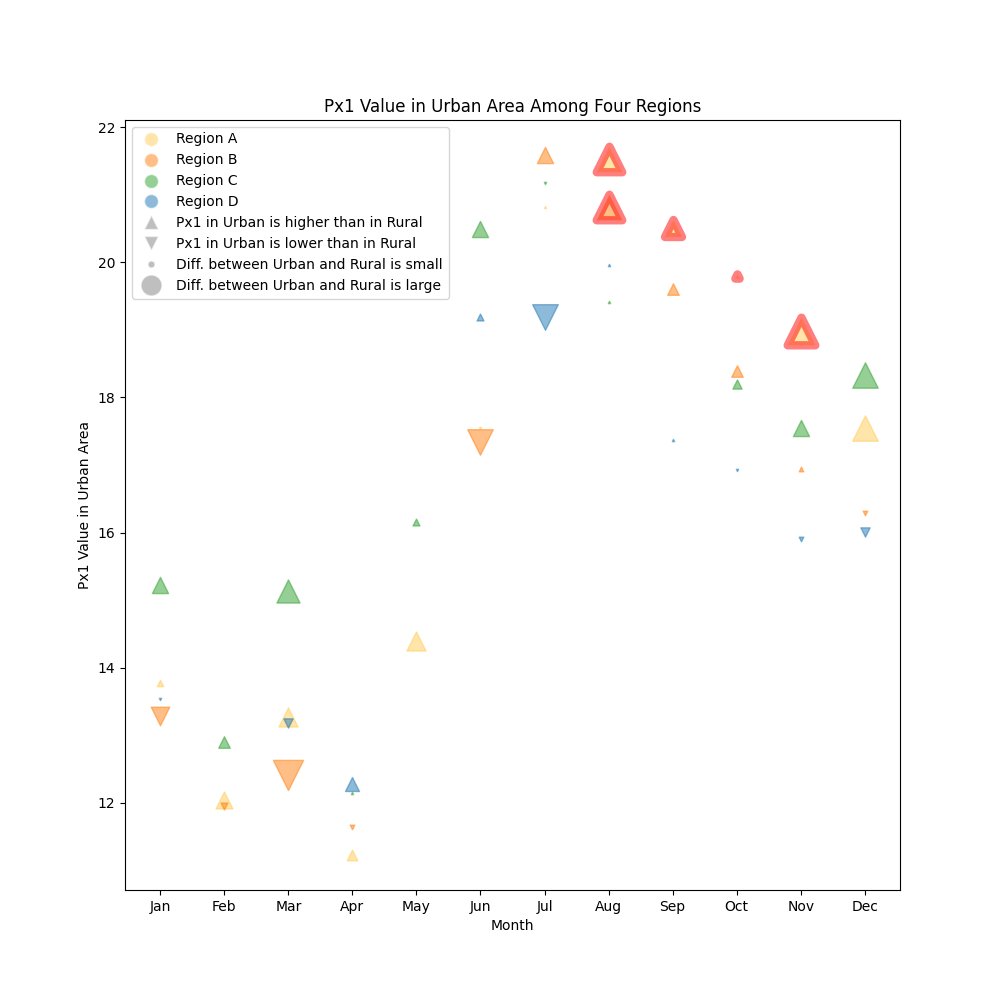 Px1 Value in Urban Area Among Four Regions
22
20
18
16
14
12
Px1 Value in Urban Area
Region A
Region B
Region C
Region D
Px1 in Urban is higher than in Rural
Px1 in Urban is lower than in Rural
Diff. between Urban and Rural is small
Diff. between Urban and Rural is large
Jan Feb Mar Apr May Jun Jul Aug Sep Oct Nov Dec
Month